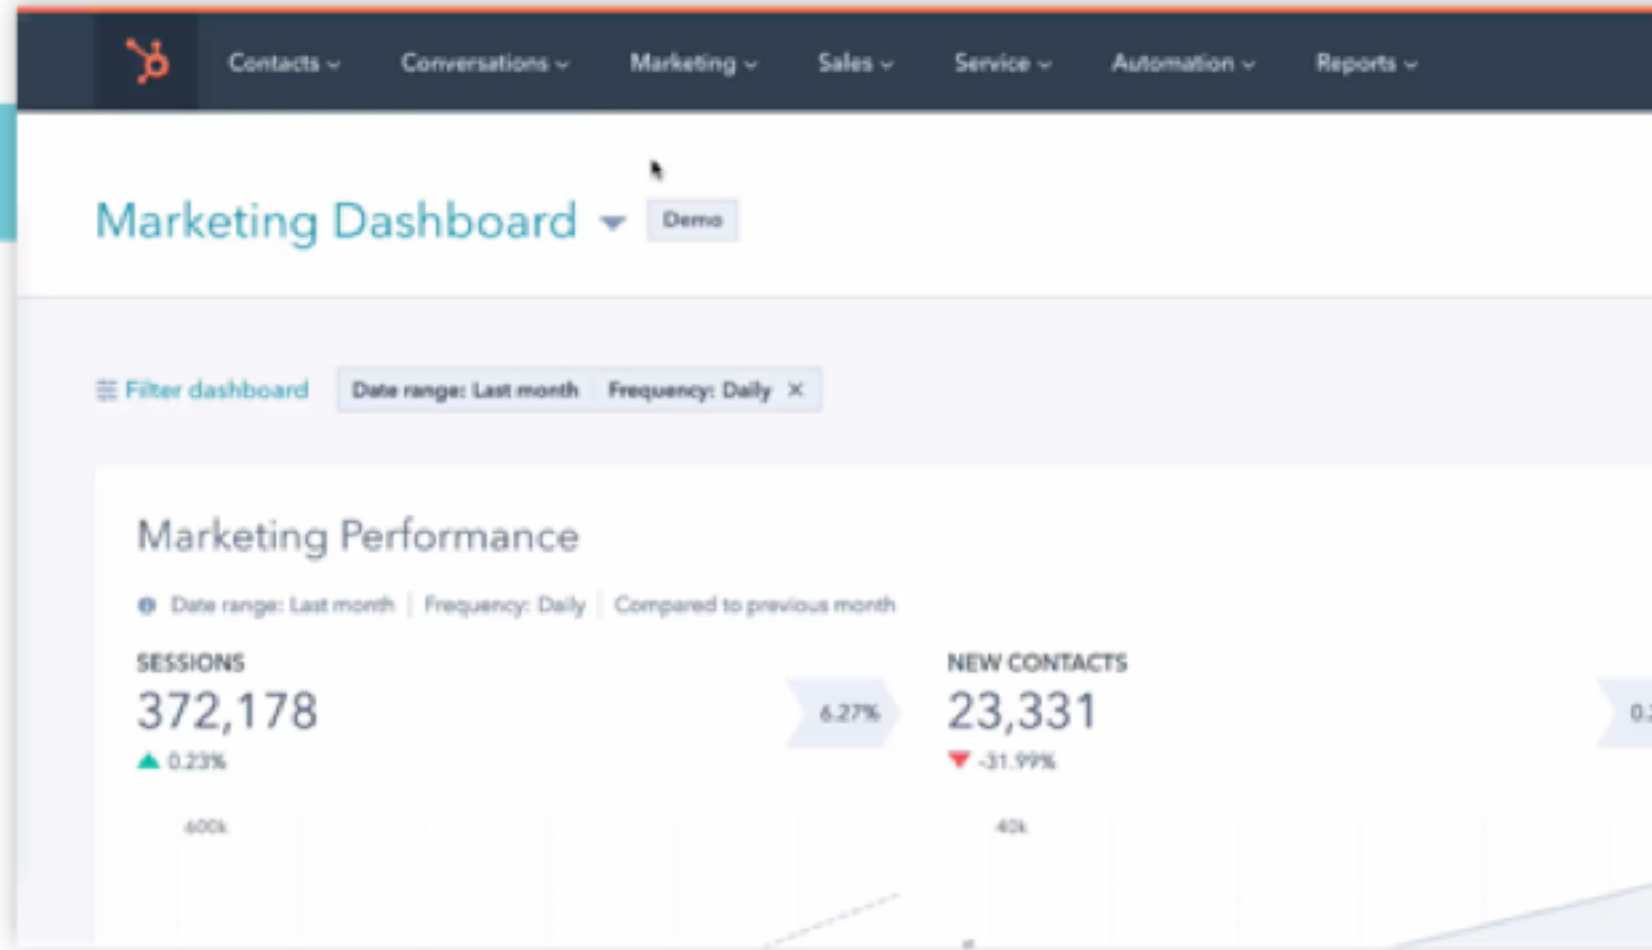 Contacts Conversations Marketing Sales Service Automation Reports
Marketing Dashboard Demo
Filter dashboard Date range: Last month Frequency: Daily ×
Marketing Performance
Date range: Last month Frequency: Daily Compared to previous month
SESSIONS NEW CONTACTS
372,178 6.27% 23,331
0.23% -31.99%
600k 40k